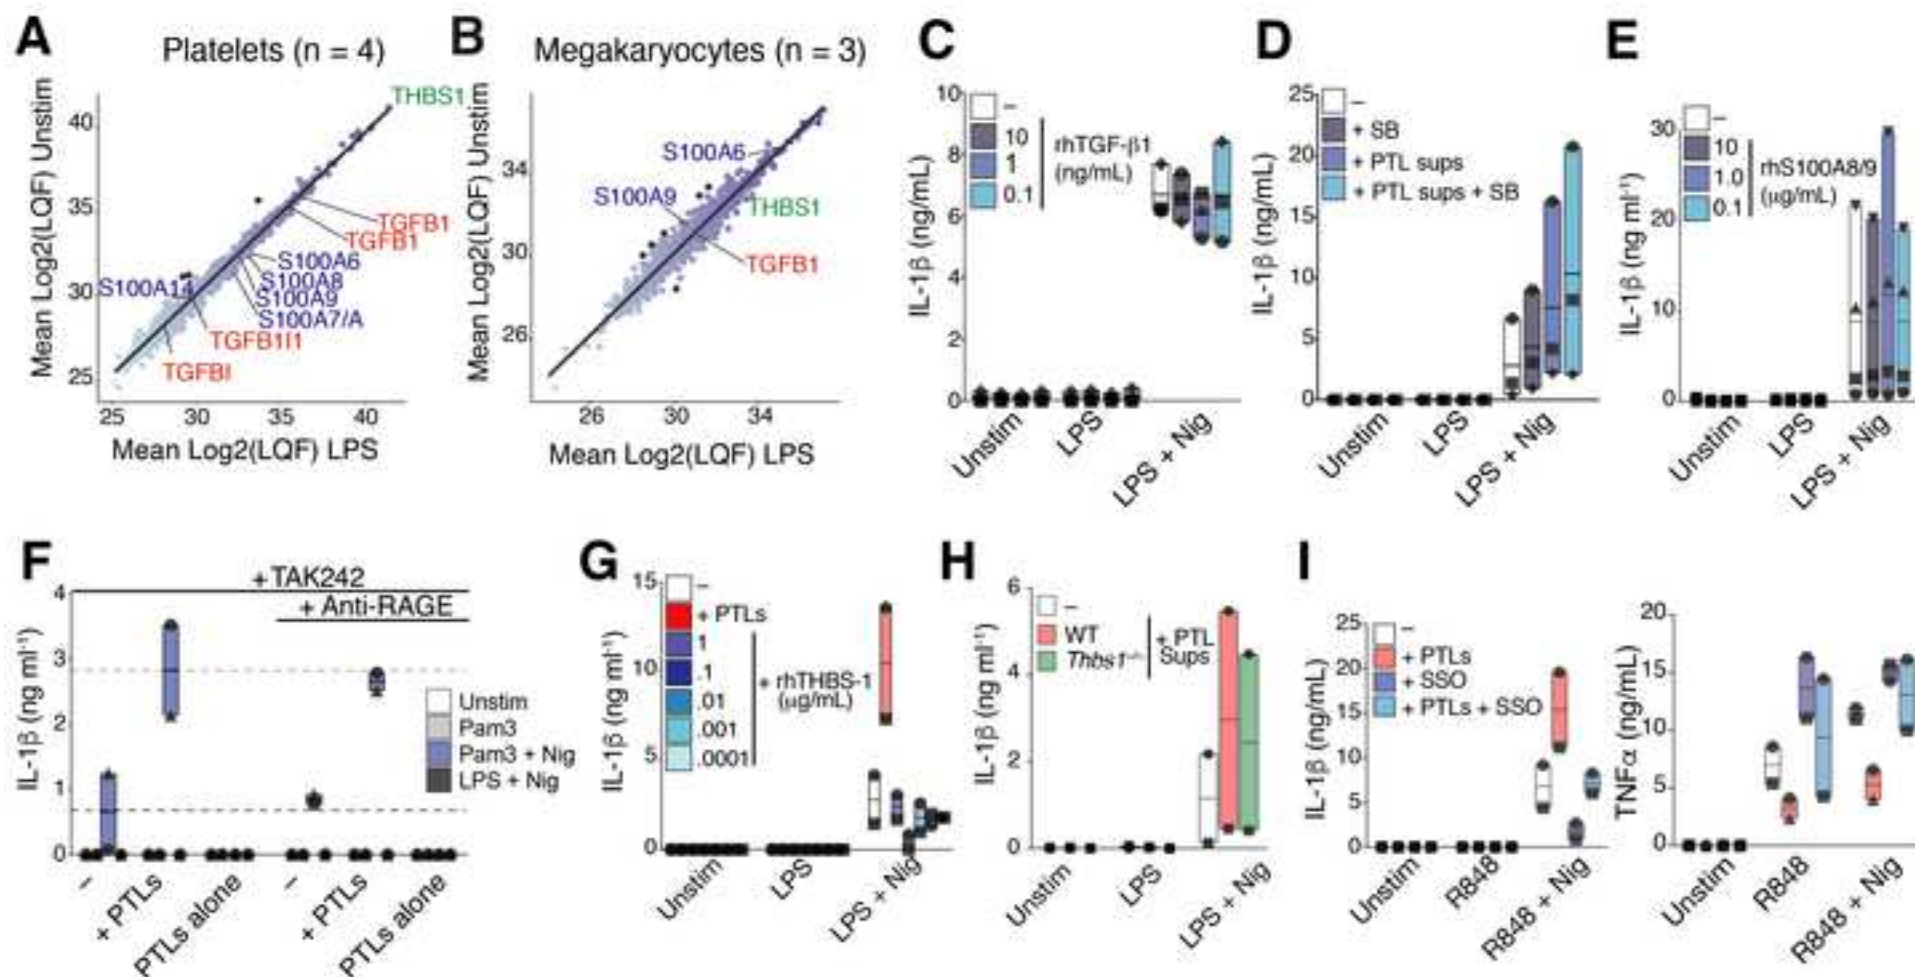 A
Platelets (n = 4)
Mean Log2(LQF) Unstim
40
35
30
25
THBS1
TGFB1
TGFB1
S100A6
S100A8
S100A9
S100A7/A
S100A14
TGFB1I1
TGFBI
25 30 35 40
Mean Log2(LQF) LPS
B
Megakaryocytes (n = 3)
Mean Log2(LQF) Unstim
34
30
26
S100A6
S100A9
THBS1
TGFB1
26 30 34
Mean Log2(LQF) LPS
C
IL-1β (ng/mL)
10
8
6
4
2
0
–
10
1
0.1
rhTGF-β1
(ng/mL)
Unstim
LPS
LPS + Nig
D
IL-1β (ng/mL)
25
20
15
10
5
0
–
+ SB
+ PTL sups
+ PTL sups + SB
Unstim
LPS
LPS + Nig
E
IL-1β (ng ml⁻¹)
30
20
10
0
–
10
1.0
0.1
rhS100A8/9
(μg/mL)
Unstim
LPS
LPS + Nig
F
+TAK242
+ Anti-RAGE
IL-1β (ng ml⁻¹)
4
3
2
1
0
Unstim
Pam3
Pam3 + Nig
LPS + Nig
–
+ PTLs
PTLs alone
–
+ PTLs
PTLs alone
G
IL-1β (ng ml⁻¹)
15
10
5
0
–
+ PTLs
1
.1
.01
.001
.0001
+ rhTHBS-1
(μg/mL)
Unstim
LPS
LPS + Nig
H
IL-1β (ng ml⁻¹)
6
4
2
0
–
WT
Thbs1⁻/⁻
+ PTL
Sups
Unstim
LPS
LPS + Nig
I
IL-1β (ng/mL)
25
20
15
10
5
0
–
+ PTLs
+ SSO
+ PTLs + SSO
Unstim
R848
R848 + Nig
TNFα (ng/mL)
20
15
10
5
0
Unstim
R848
R848 + Nig